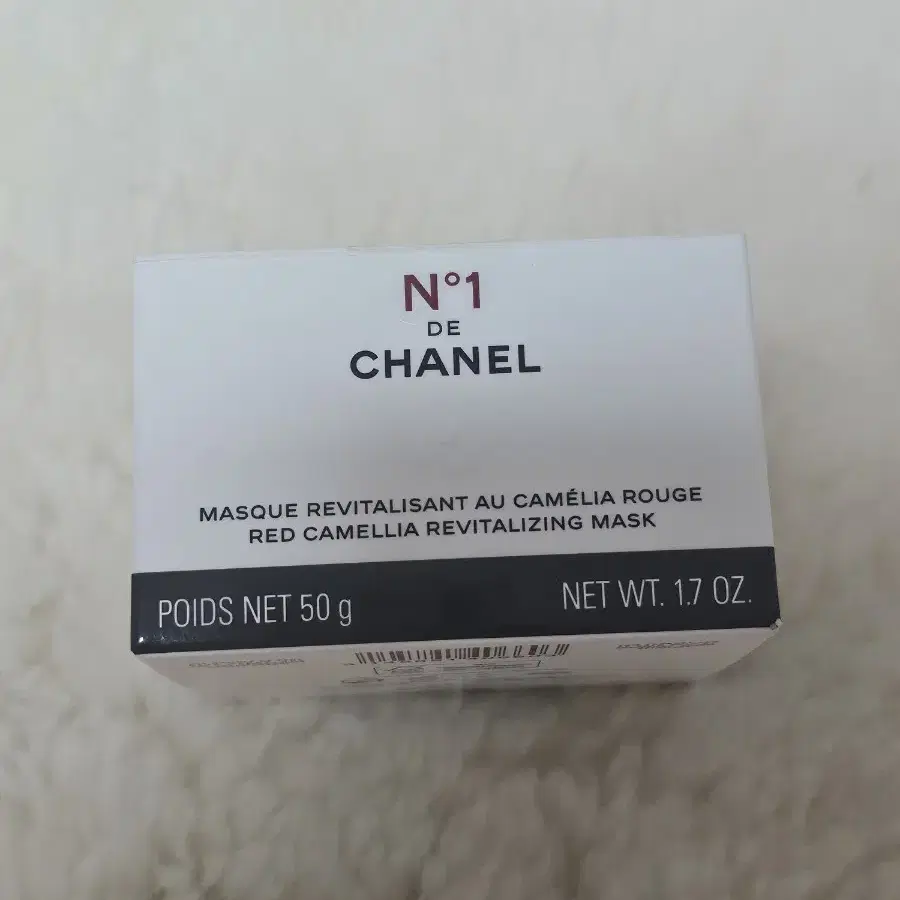 N°1
DE
CHANEL
MASQUE REVITALISANT AU CAMÉLIA ROUGE
RED CAMELLIA REVITALIZING MASK
POIDS NET 50 g
NET WT. 1.7 OZ.